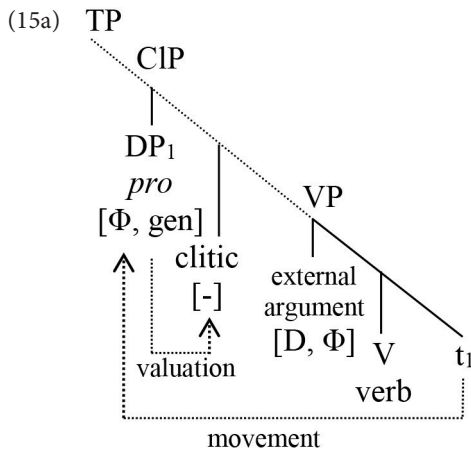 (15a) TP
ClP
DP₁
pro
[Φ, gen]
VP
clitic
[-]
external
argument
[D, Φ]
V
verb
t₁
valuation
movement